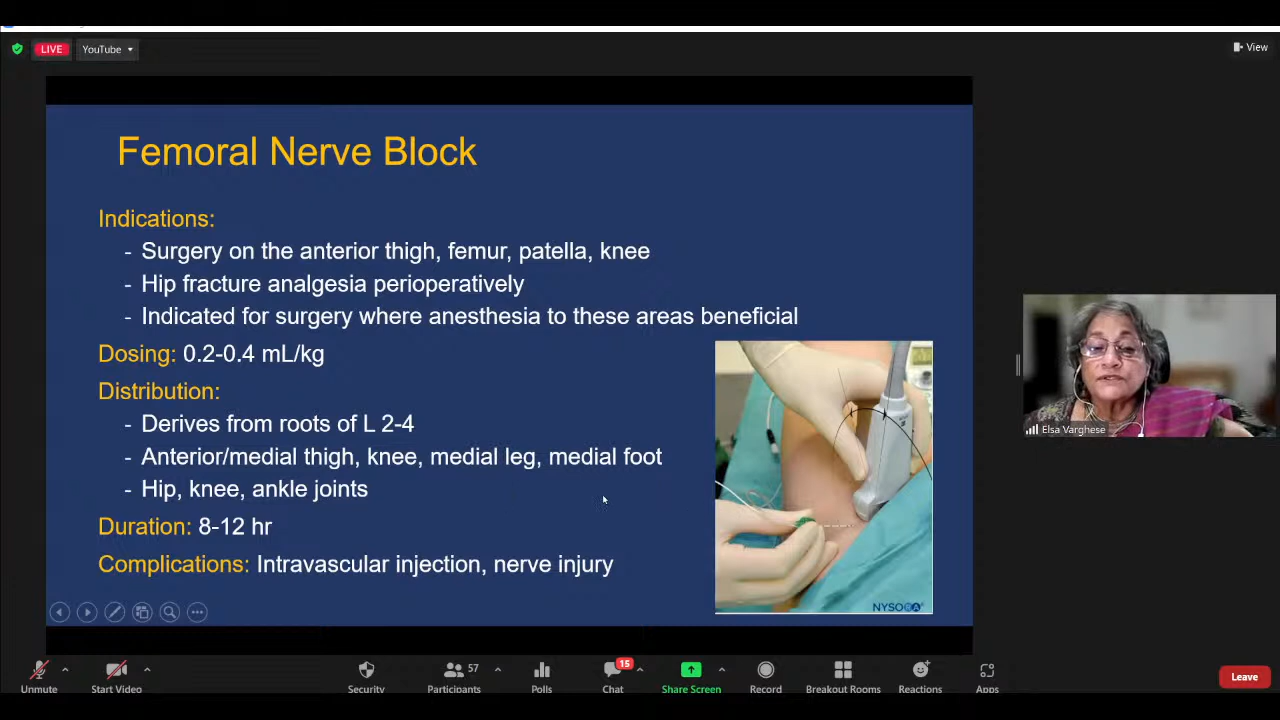 LIVE
YouTube
View
Femoral Nerve Block
Indications:
- Surgery on the anterior thigh, femur, patella, knee
- Hip fracture analgesia perioperatively
- Indicated for surgery where anesthesia to these areas beneficial
Dosing: 0.2-0.4 mL/kg
Distribution:
- Derives from roots of L 2-4
- Anterior/medial thigh, knee, medial leg, medial foot
- Hip, knee, ankle joints
Duration: 8-12 hr
Complications: Intravascular injection, nerve injury
NYSORA
Elsa Varghese
Unmute
Start Video
Security
57
Participants
Polls
15
Chat
Share Screen
Record
Breakout Rooms
Reactions
Apps
Leave